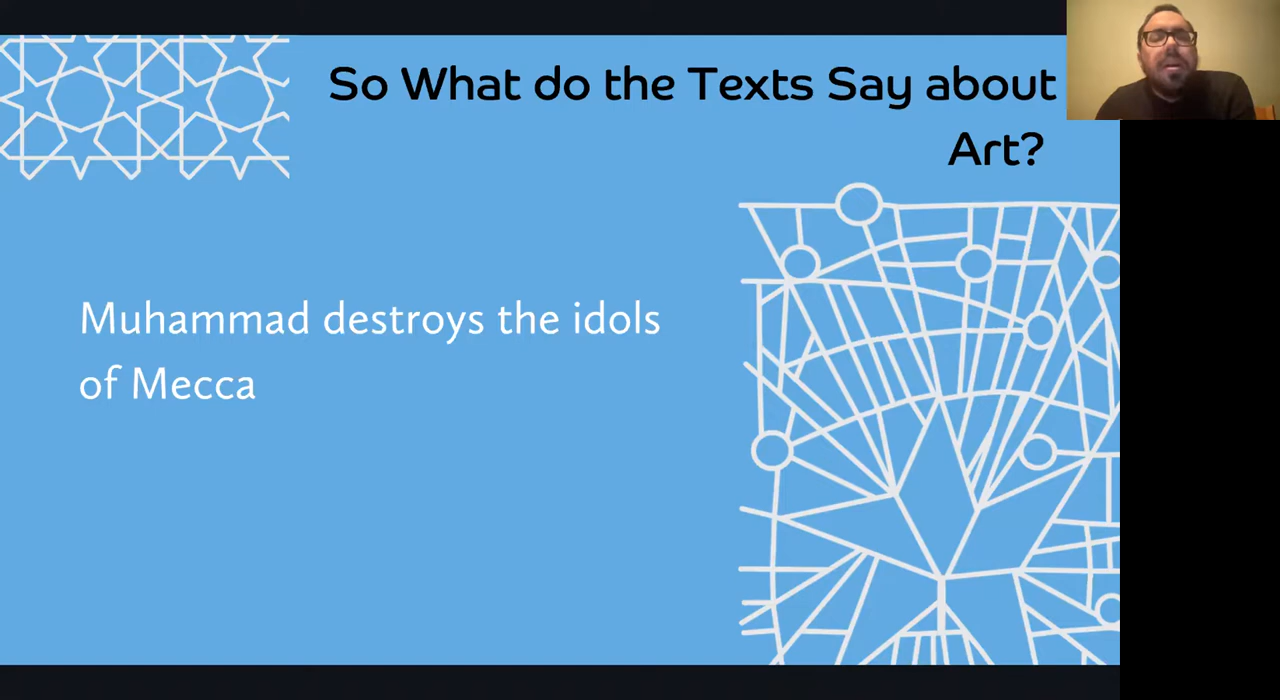 So What do the Texts Say about
Art?
Muhammad destroys the idols
of Mecca